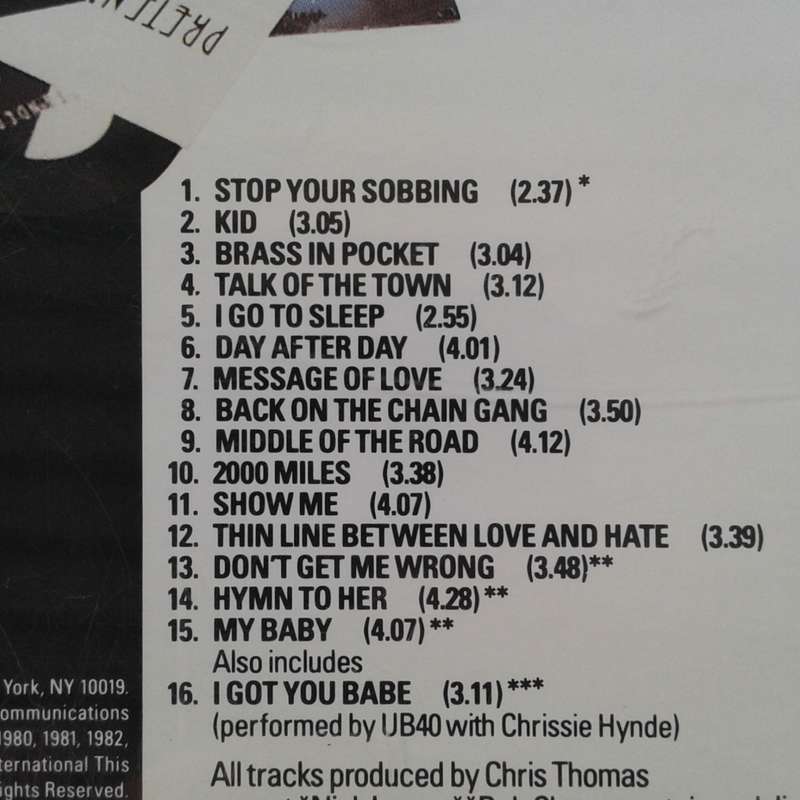 1. STOP YOUR SOBBING (2.37) *
2. KID (3.05)
3. BRASS IN POCKET (3.04)
4. TALK OF THE TOWN (3.12)
5. I GO TO SLEEP (2.55)
6. DAY AFTER DAY (4.01)
7. MESSAGE OF LOVE (3.24)
8. BACK ON THE CHAIN GANG (3.50)
9. MIDDLE OF THE ROAD (4.12)
10. 2000 MILES (3.38)
11. SHOW ME (4.07)
12. THIN LINE BETWEEN LOVE AND HATE (3.39)
13. DON'T GET ME WRONG (3.48)**
14. HYMN TO HER (4.28) **
15. MY BABY (4.07) **
Also includes
16. I GOT YOU BABE (3.11) ***
(performed by UB40 with Chrissie Hynde)
All tracks produced by Chris Thomas
York, NY 10019.
ommunications
1980, 1981, 1982,
ternational This
ights Reserved.